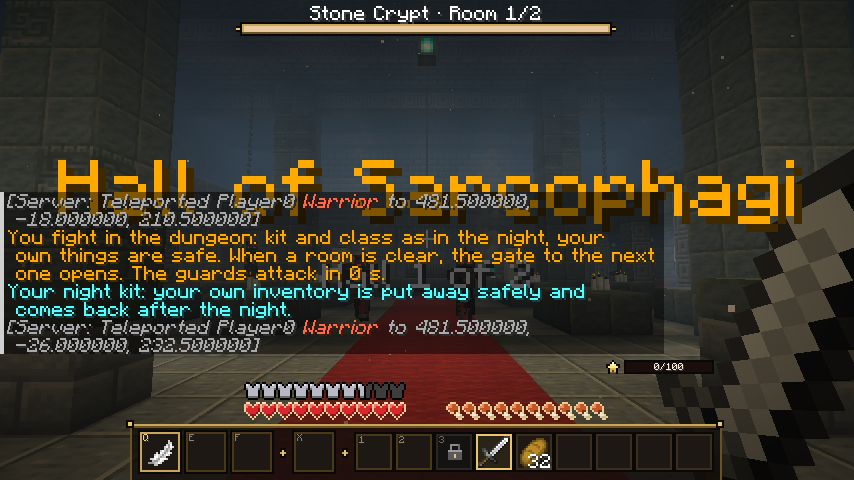 Stone Crypt · Room 1/2
Hall of Sarcophagi
[Server: Teleported Player0 Warrior to 481.500000,
-18.000000, 210.500000]
You fight in the dungeon: kit and class as in the night, your
own things are safe. When a room is clear, the gate to the next
one opens. The guards attack in 0 s.
Hall 1 of 2
Your night kit: your own inventory is put away safely and
comes back after the night.
[Server: Teleported Player0 Warrior to 481.500000,
-26.000000, 232.500000]
0/100
Q E F X 1 2 3
32